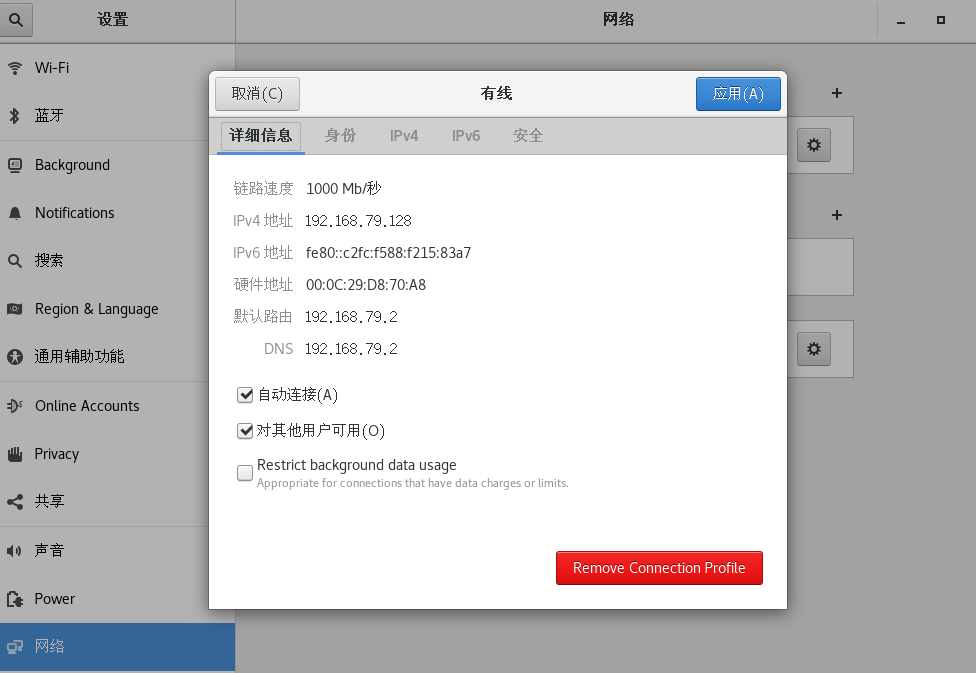 设置
网络
Wi-Fi
蓝牙
Background
Notifications
搜索
Region & Language
通用辅助功能
Online Accounts
Privacy
共享
声音
Power
网络
取消(C)
有线
应用(A)
详细信息
身份
IPv4
IPv6
安全
链路速度 1000 Mb/秒
IPv4 地址 192.168.79.128
IPv6 地址 fe80::c2fc:f588:f215:83a7
硬件地址 00:0C:29:D8:70:A8
默认路由 192.168.79.2
DNS 192.168.79.2
自动连接(A)
对其他用户可用(O)
Restrict background data usage
Appropriate for connections that have data charges or limits.
Remove Connection Profile